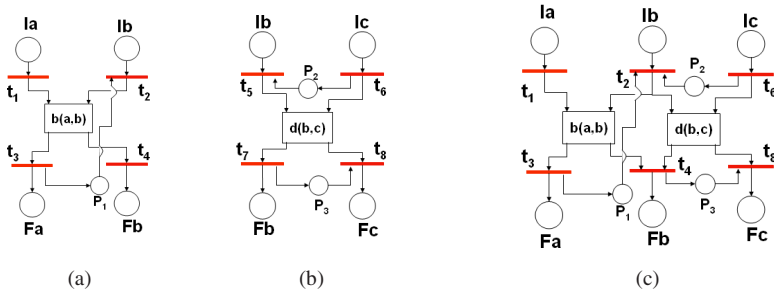 Ia Ib
t1 t2
b(a,b)
t3 t4
P1
Fa Fb
(a)
Ib Ic
P2
t5 t6
d(b,c)
t7 t8
P3
Fb Fc
(b)
Ia Ib Ic
P2
t1 t2 t6
b(a,b) d(b,c)
t3 t4 t8
P1 P3
Fa Fb Fc
(c)